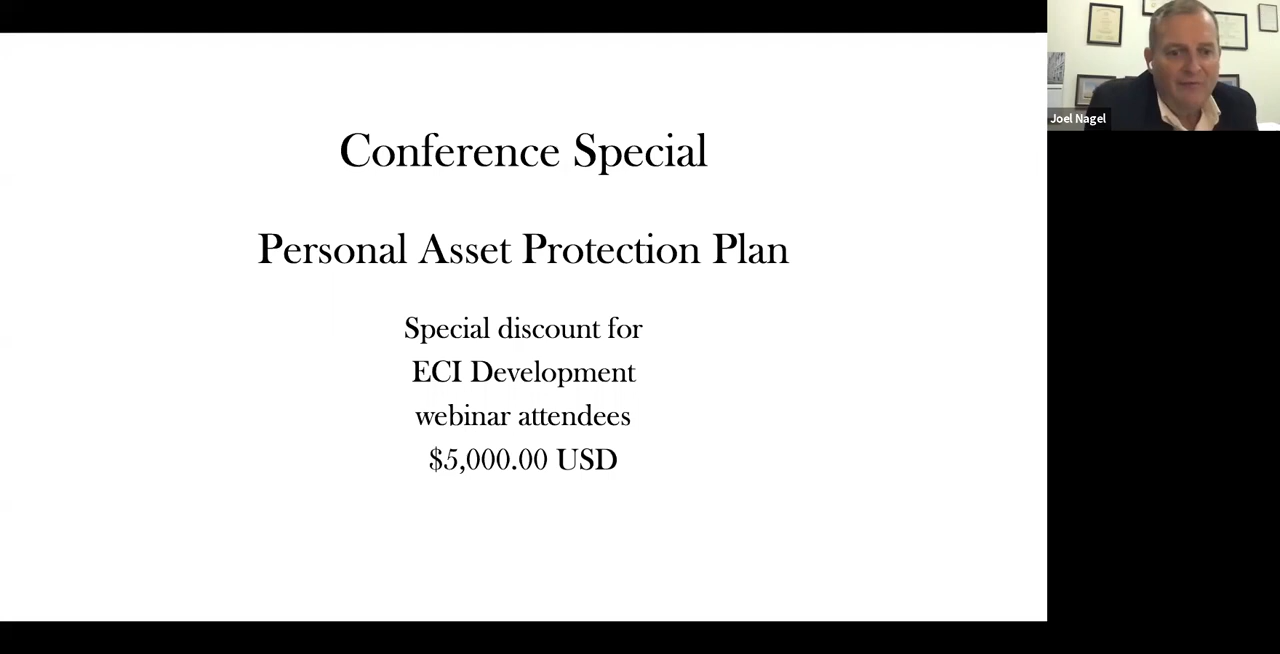 Conference Special
Personal Asset Protection Plan
Special discount for
ECI Development
webinar attendees
$5,000.00 USD
Joel Nagel